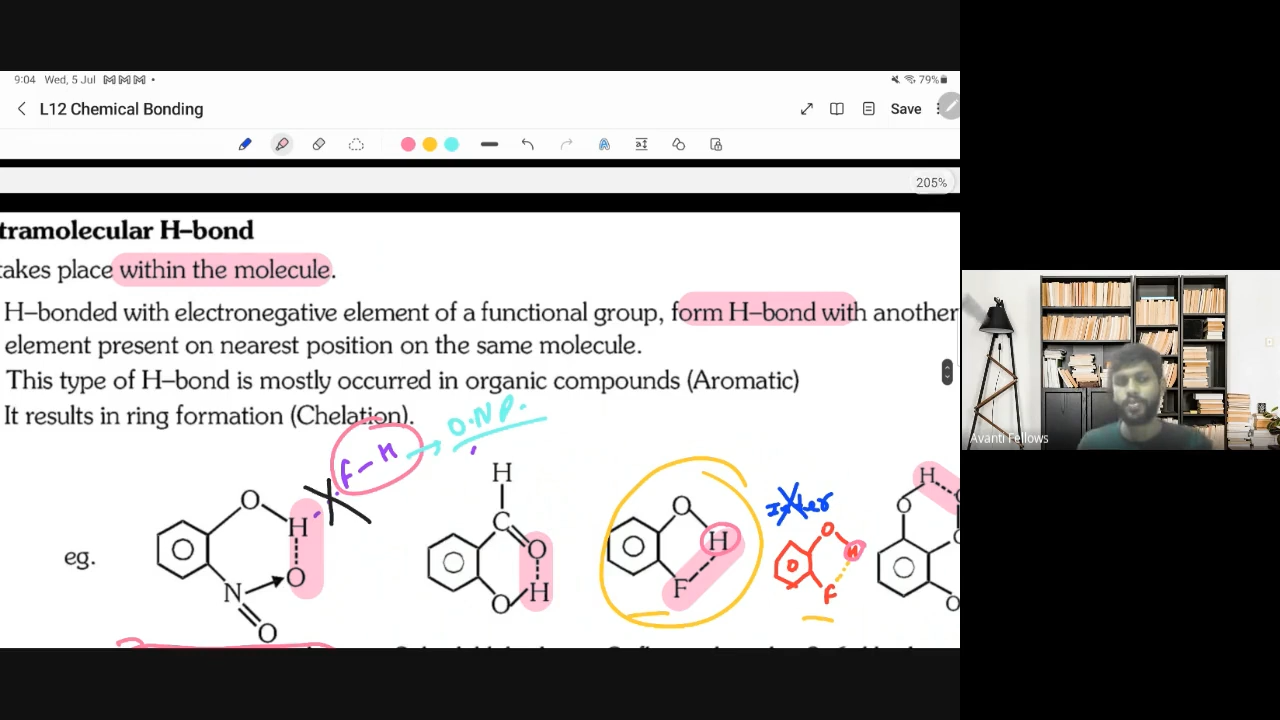 9:04 Wed, 5 Jul
79%
L12 Chemical Bonding
Save
205%
tramolecular H–bond
takes place within the molecule.
H–bonded with electronegative element of a functional group, form H–bond with another
element present on nearest position on the same molecule.
This type of H–bond is mostly occurred in organic compounds (Aromatic)
It results in ring formation (Chelation).
F–H → O.N.P.
eg.
O
H
O
N
O
H
C
O
H
O
O
H
F
Inter
O
H
F
H
O
O
Avanti Fellows